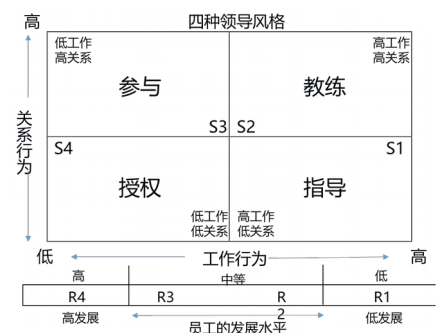 四种领导风格
高
低工作
高关系
高工作
高关系
参与
教练
关系行为
S3
S2
S4
S1
授权
指导
低工作
低关系
高工作
低关系
低
工作行为
高
高
中等
低
R4
R3
R
2
R1
高发展
员工的发展水平
低发展